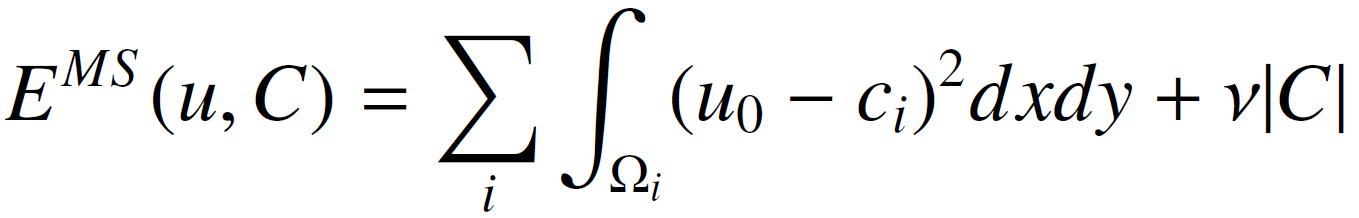 E^{MS}(u, C) = \sum_i \int_{\Omega_i} (u_0 - c_i)^2 dxdy + \nu|C|